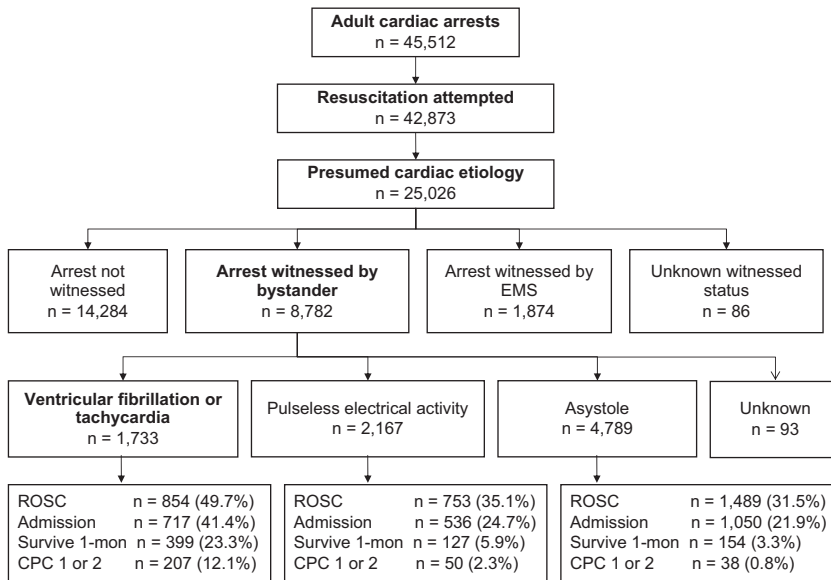 Adult cardiac arrests
n = 45,512
Resuscitation attempted
n = 42,873
Presumed cardiac etiology
n = 25,026
Arrest not
witnessed
n = 14,284
Arrest witnessed by
bystander
n = 8,782
Arrest witnessed by
EMS
n = 1,874
Unknown witnessed
status
n = 86
Ventricular fibrillation or
tachycardia
n = 1,733
Pulseless electrical activity
n = 2,167
Asystole
n = 4,789
Unknown
n = 93
ROSC n = 854 (49.7%)
Admission n = 717 (41.4%)
Survive 1-mon n = 399 (23.3%)
CPC 1 or 2 n = 207 (12.1%)
ROSC n = 753 (35.1%)
Admission n = 536 (24.7%)
Survive 1-mon n = 127 (5.9%)
CPC 1 or 2 n = 50 (2.3%)
ROSC n = 1,489 (31.5%)
Admission n = 1,050 (21.9%)
Survive 1-mon n = 154 (3.3%)
CPC 1 or 2 n = 38 (0.8%)